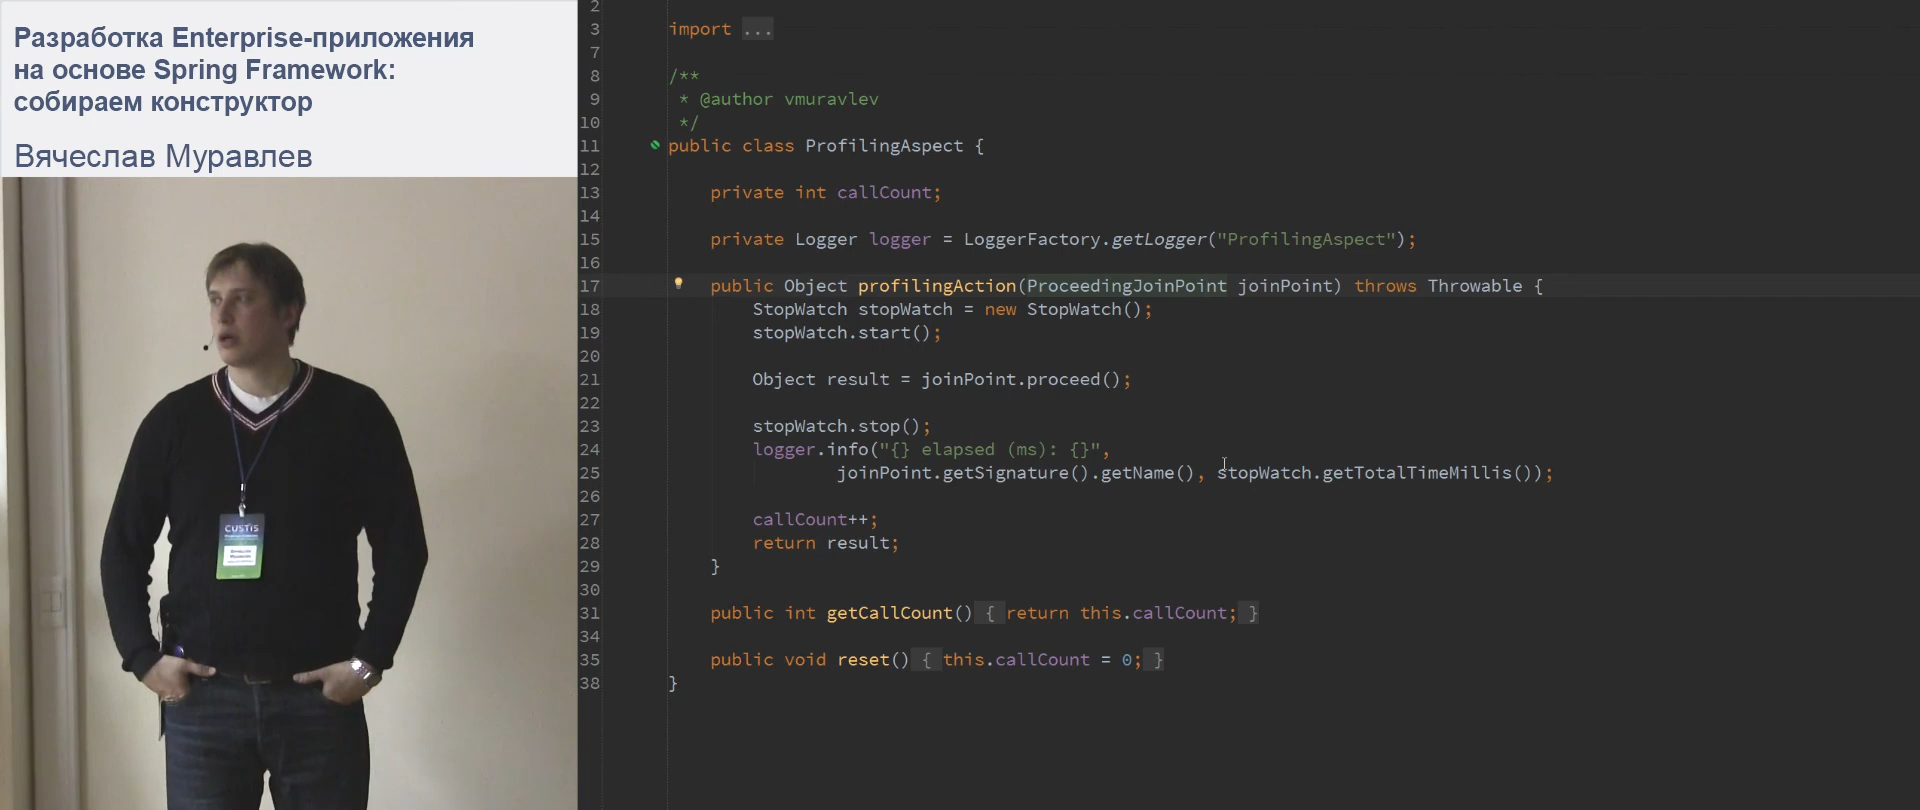 Разработка Enterprise-приложения
на основе Spring Framework:
собираем конструктор
Вячеслав Муравлев
CUSTIS
2
3 import ...
7
8 /**
9 * @author vmuravlev
10 */
11 public class ProfilingAspect {
12
13 private int callCount;
14
15 private Logger logger = LoggerFactory.getLogger("ProfilingAspect");
16
17 public Object profilingAction(ProceedingJoinPoint joinPoint) throws Throwable {
18 StopWatch stopWatch = new StopWatch();
19 stopWatch.start();
20
21 Object result = joinPoint.proceed();
22
23 stopWatch.stop();
24 logger.info("{} elapsed (ms): {}",
25 joinPoint.getSignature().getName(), stopWatch.getTotalTimeMillis());
26
27 callCount++;
28 return result;
29 }
30
31 public int getCallCount() { return this.callCount; }
34
35 public void reset() { this.callCount = 0; }
38 }